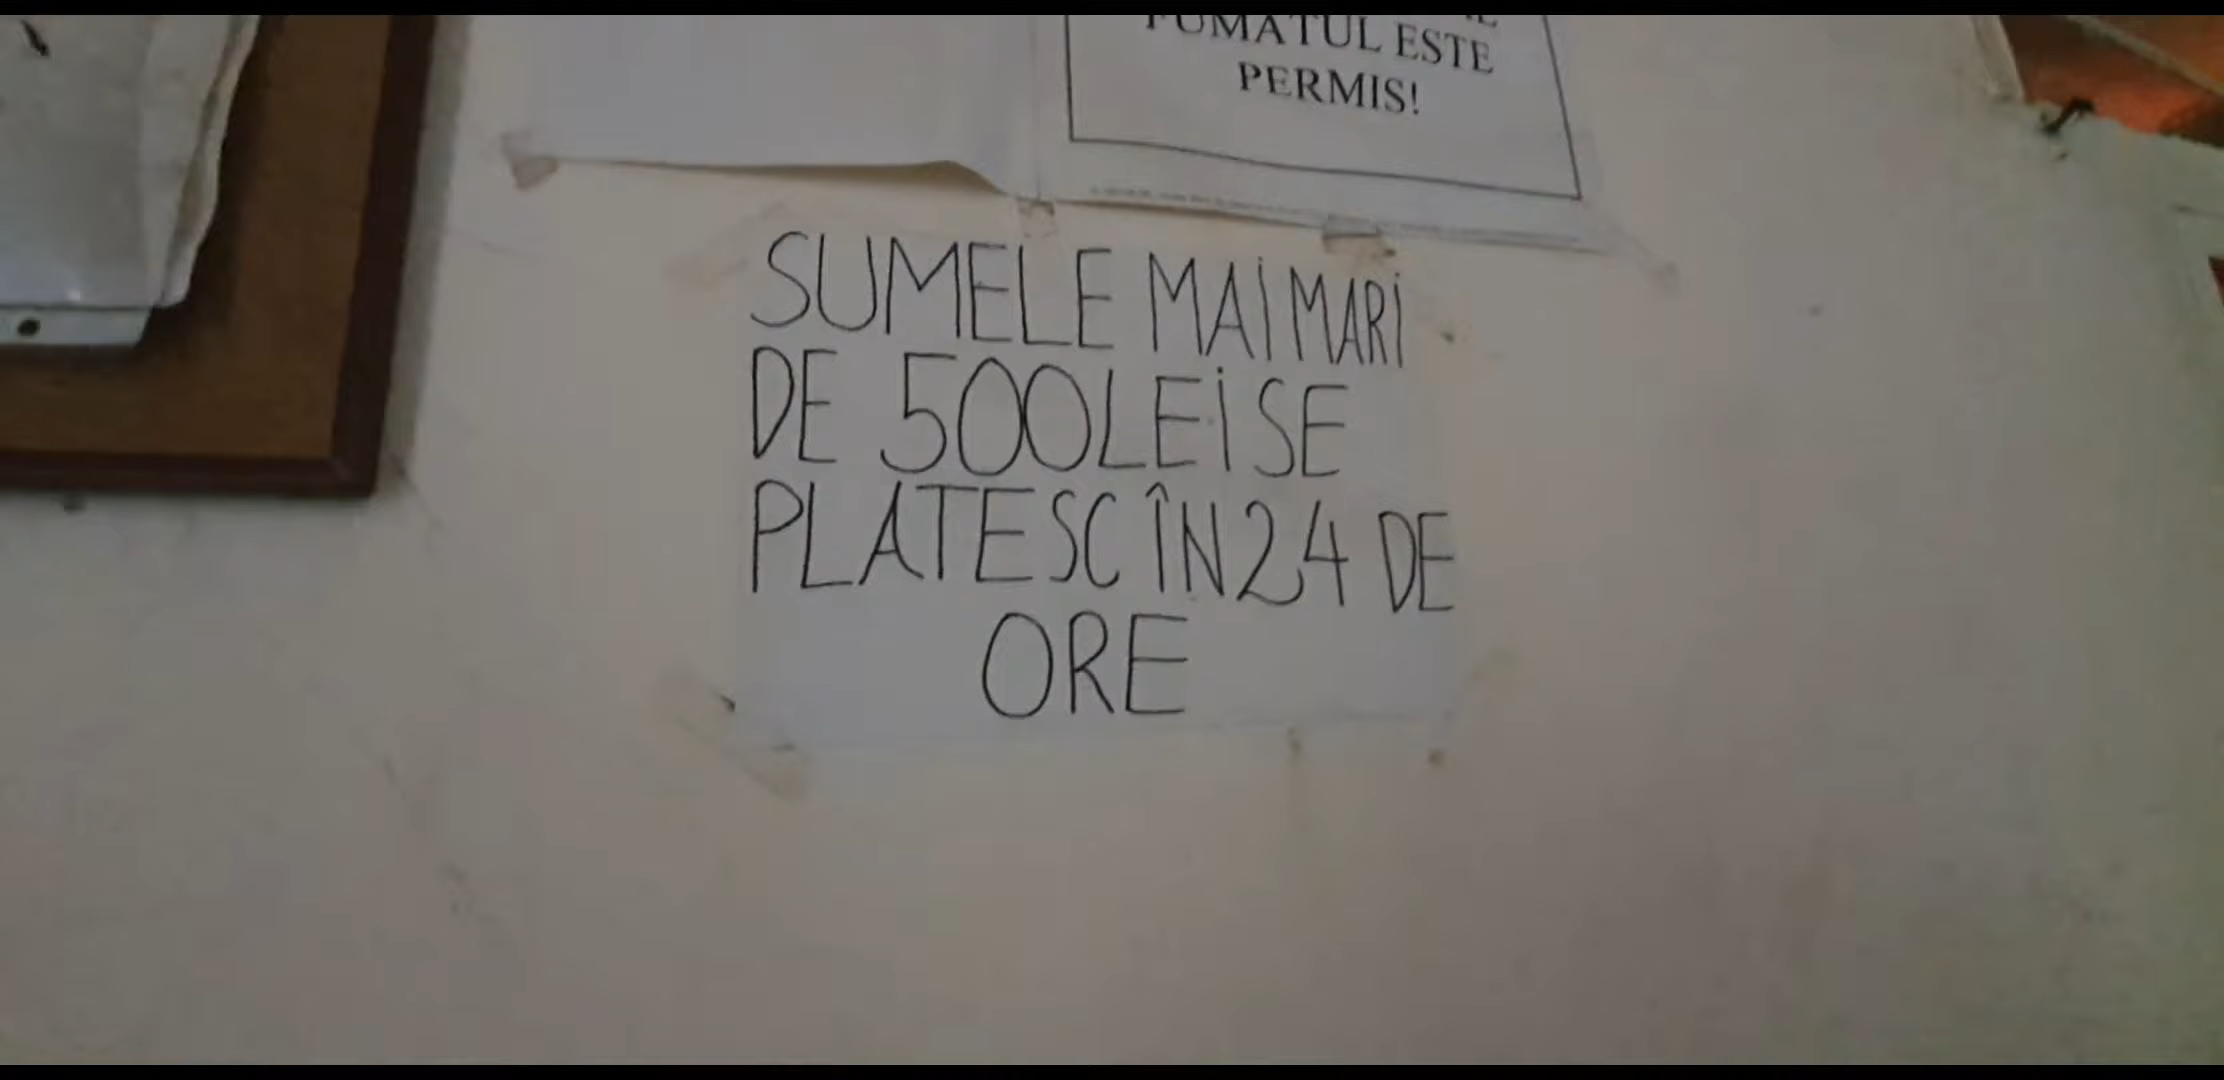 FUMATUL ESTE
PERMIS!
SUMELE MAI MARI
DE 500 LEI SE
PLATESC ÎN 24 DE
ORE